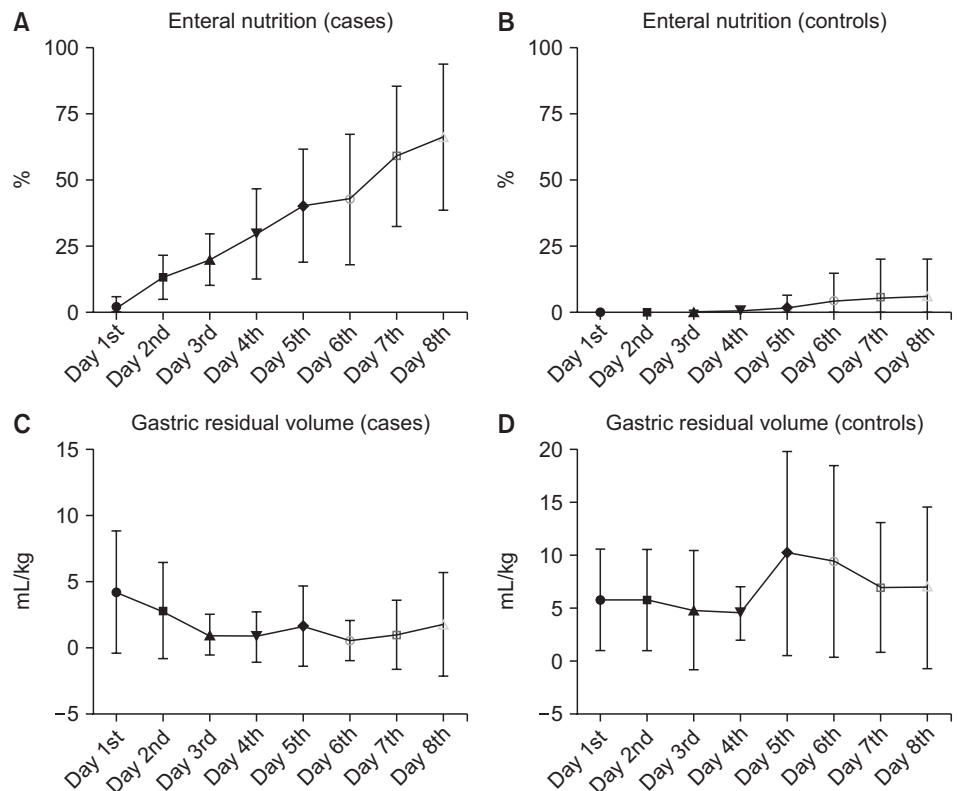 A Enteral nutrition (cases)
100
75
50
25
0
%
Day 1st
Day 2nd
Day 3rd
Day 4th
Day 5th
Day 6th
Day 7th
Day 8th
B Enteral nutrition (controls)
100
75
50
25
0
%
Day 1st
Day 2nd
Day 3rd
Day 4th
Day 5th
Day 6th
Day 7th
Day 8th
C Gastric residual volume (cases)
15
10
5
0
−5
mL/kg
Day 1st
Day 2nd
Day 3rd
Day 4th
Day 5th
Day 6th
Day 7th
Day 8th
D Gastric residual volume (controls)
20
15
10
5
0
−5
mL/kg
Day 1st
Day 2nd
Day 3rd
Day 4th
Day 5th
Day 6th
Day 7th
Day 8th